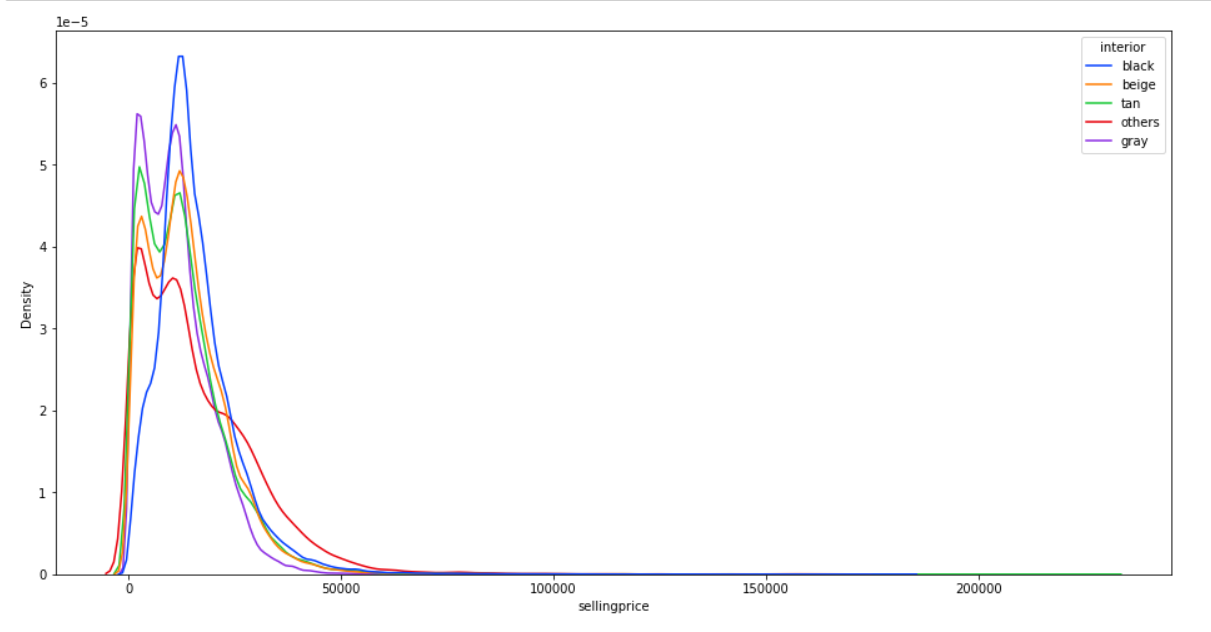 1e−5
interior
black
beige
tan
others
gray
6
5
4
3
2
1
0
Density
0 50000 100000 150000 200000
sellingprice